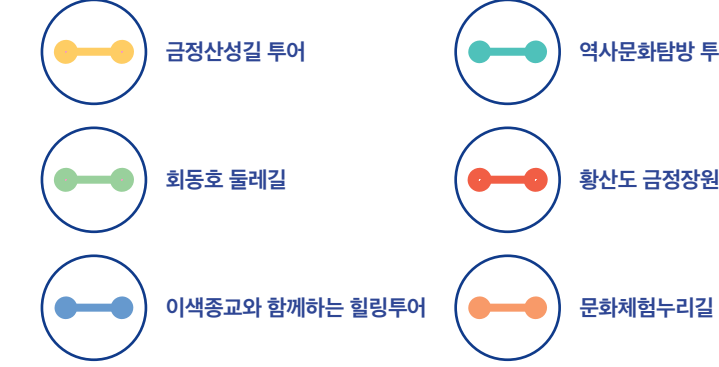 금정산성길 투어
역사문화탐방 투
회동호 둘레길
황산도 금정장원
이색종교와 함께하는 힐링투어
문화체험누리길